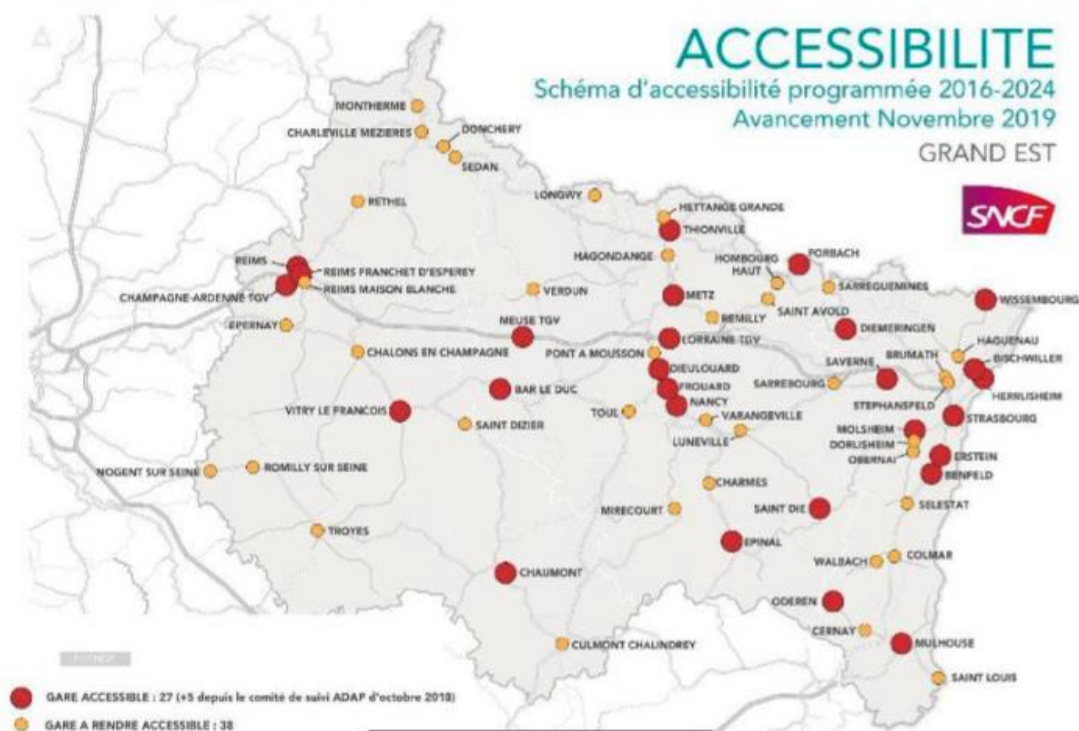 ACCESSIBILITE
Schéma d'accessibilité programmée 2016-2024
Avancement Novembre 2019
GRAND EST
SNCF
MONTHERME
CHARLEVILLE MEZIERES
DONCHERY
SEDAN
LONGWY
RETHEL
HETTANGE GRANDE
THIONVILLE
HAGONDANGE
HOMBOURG
HAUT
FORBACH
REIMS
REIMS FRANCHET D'ESPEREY
REIMS MAISON BLANCHE
CHAMPAGNE-ARDENNE TGV
VERDUN
METZ
SARREGUEMINES
SAINT AVOLD
WISSEMBOURG
EPERNAY
MEUSE TGV
REMILLY
DIEMERINGEN
CHALONS EN CHAMPAGNE
PONT A MOUSSON
LORRAINE TGV
HAGUENAU
BRUMATH
BISCHWILLER
SAVERNE
DIEULOUARD
BAR LE DUC
FROUARD
SARREBOURG
HERRLISHEIM
STEPHANSFELD
NANCY
VITRY LE FRANCOIS
TOUL
VARANGEVILLE
STRASBOURG
SAINT DIZIER
LUNEVILLE
MOLSHEIM
DORLISHEIM
OBERNAI
ERSTEIN
BENFELD
NOGENT SUR SEINE
ROMILLY SUR SEINE
CHARMES
MIRECOURT
SAINT DIE
SELESTAT
TROYES
EPINAL
WALBACH
COLMAR
CHAUMONT
ODEREN
CERNAY
MULHOUSE
CULMONT CHALINDREY
SAINT LOUIS
GARE ACCESSIBLE : 27 (+5 depuis le comité de suivi ADAP d'octobre 2018)
GARE A RENDRE ACCESSIBLE : 38